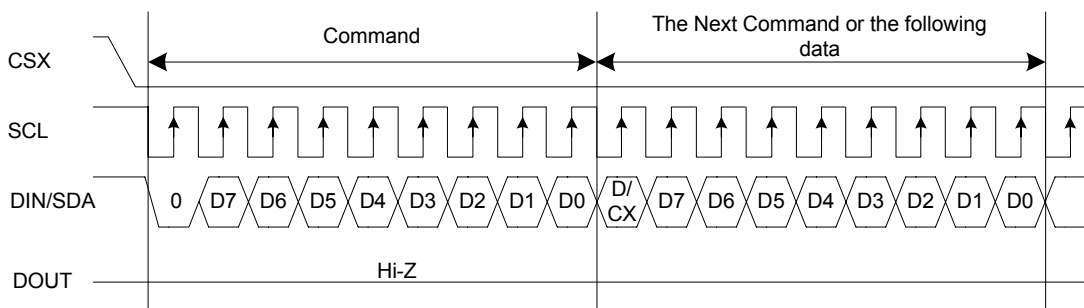 Command
The Next Command or the following
data
CSX
SCL
DIN/SDA
0 D7 D6 D5 D4 D3 D2 D1 D0 D/
CX D7 D6 D5 D4 D3 D2 D1 D0
DOUT
Hi-Z